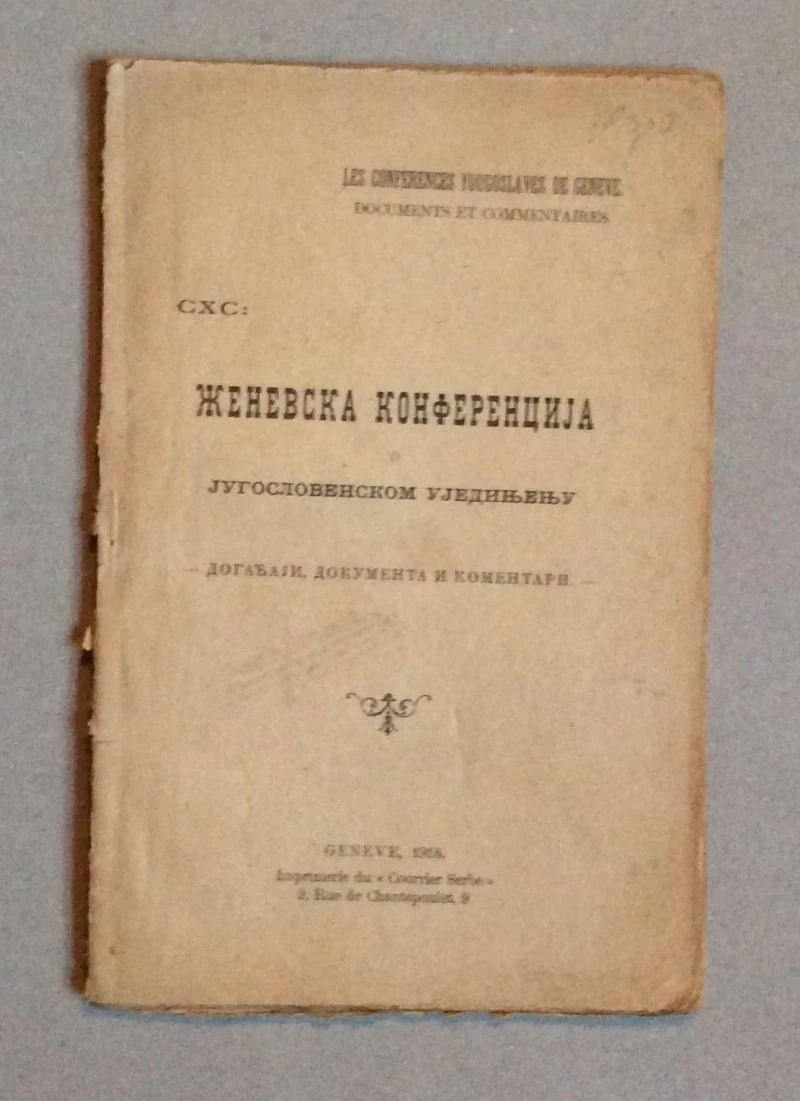 LES CONFERENCES YOUGOSLAVES DE GENEVE.
DOCUMENTS ET COMMENTAIRES.
СХС:
ЖЕНЕВСКА КОНФЕРЕНЦИЈА
О
ЈУГОСЛОВЕНСКОМ УЈЕДИЊЕЊУ
— ДОГАЂАЈИ, ДОКУМЕНТА И КОМЕНТАРИ. —
GENEVE, 1918.
Imprimerie du « Courrier Serbe »
9, Rue de Chantepoulet, 9